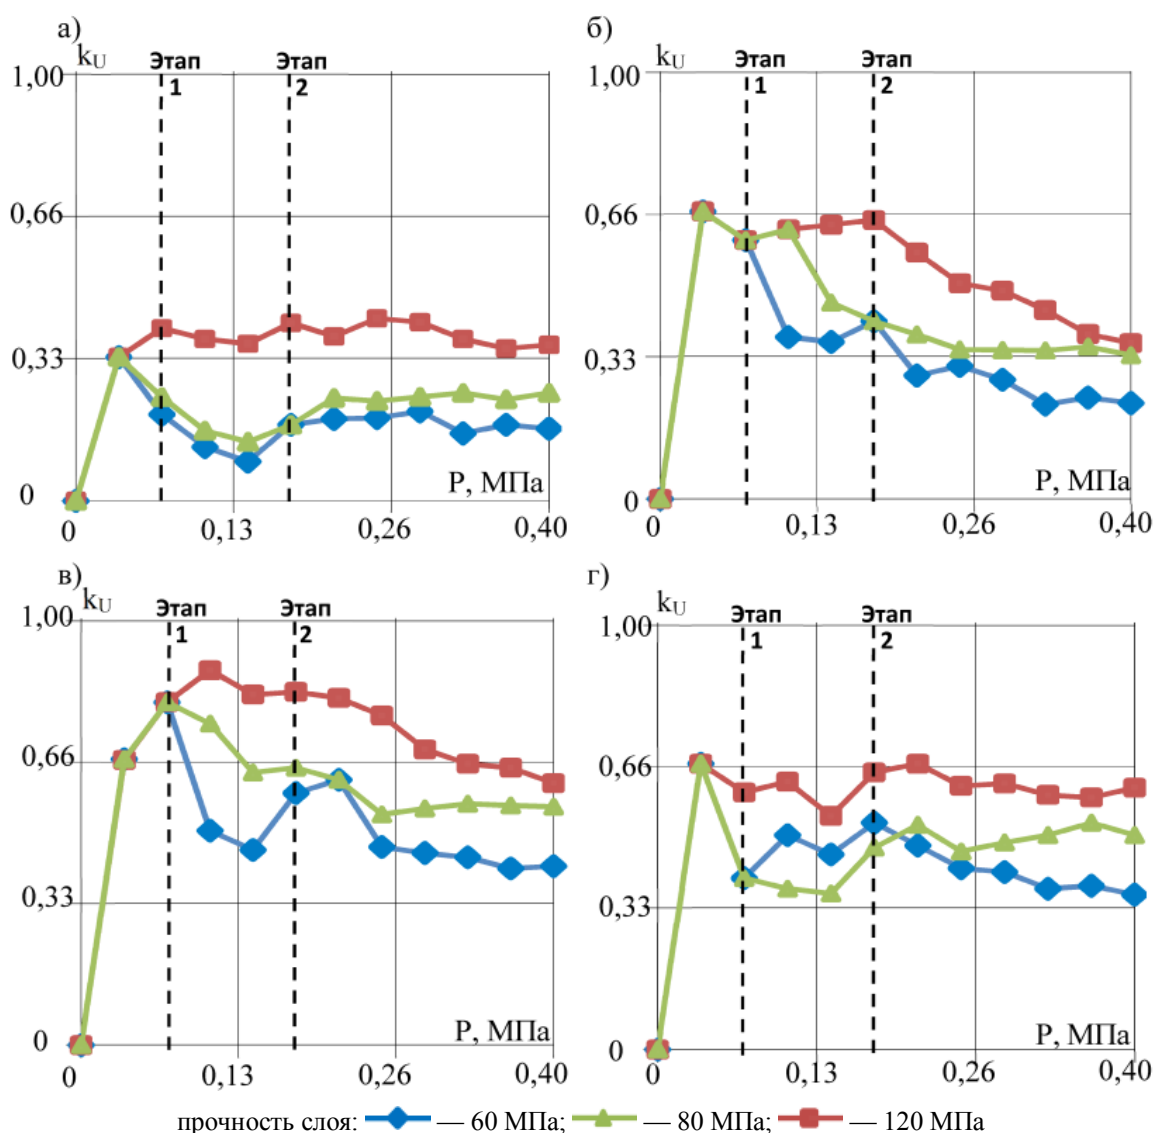 а)
kU
Этап
1
Этап
2
1,00
0,66
0,33
0
P, МПа
0
0,13
0,26
0,40
б)
kU
Этап
1
Этап
2
1,00
0,66
0,33
0
P, МПа
0
0,13
0,26
0,40
в)
kU
Этап
1
Этап
2
1,00
0,66
0,33
0
P, МПа
0
0,13
0,26
0,40
г)
kU
Этап
1
Этап
2
1,00
0,66
0,33
0
P, МПа
0
0,13
0,26
0,40
прочность слоя: — 60 МПа; — 80 МПа; — 120 МПа